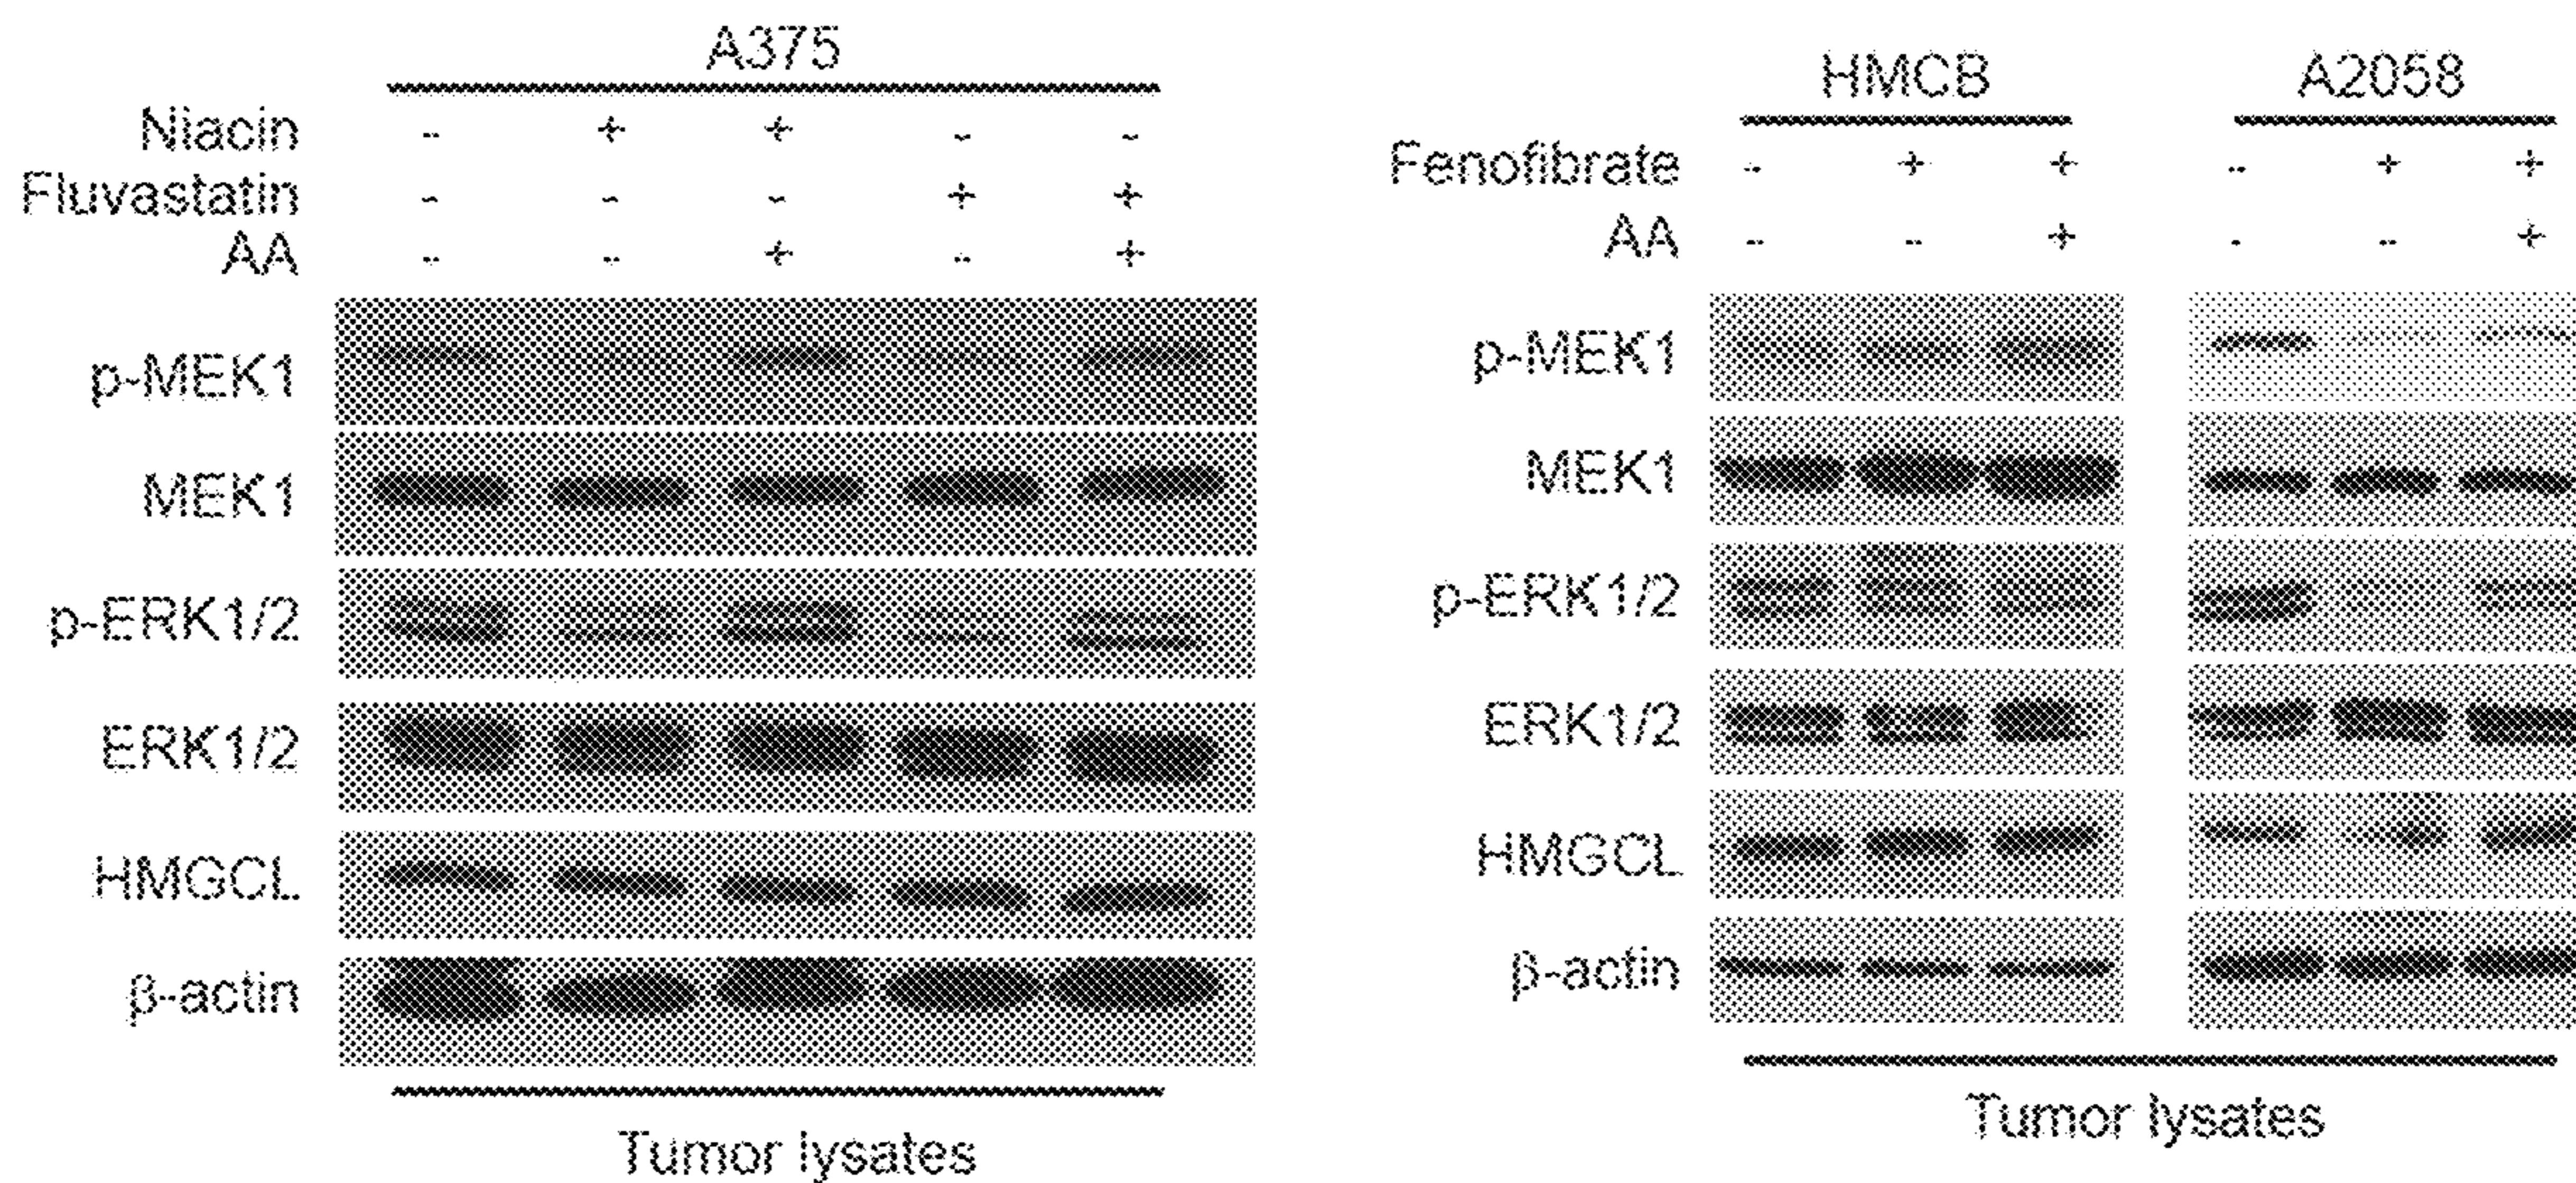 A375
Niacin - + + - -
Fluvastatin - - - + +
AA - - + - +
p-MEK1
MEK1
p-ERK1/2
ERK1/2
HMGCL
β-actin
Tumor lysates
HMCB A2058
Fenofibrate - + + - + +
AA - - + - - +
p-MEK1
MEK1
p-ERK1/2
ERK1/2
HMGCL
β-actin
Tumor lysates